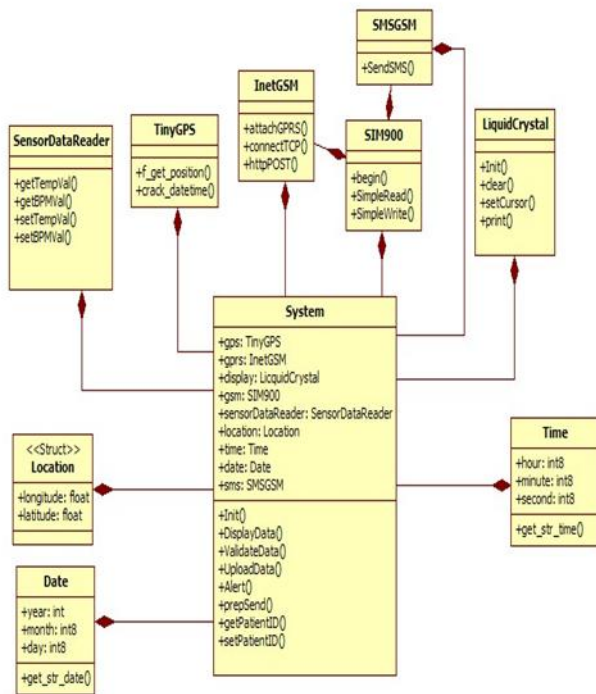 SMSGSM
+SendSMS()
InetGSM
+attachGPRS()
+connectTCP()
+httpPOST()
SIM900
+begin()
+SimpleRead()
+SimpleWrite()
TinyGPS
+f_get_position()
+crack_datetime()
LiquidCrystal
+Init()
+clear()
+setCursor()
+print()
SensorDataReader
+getTempVal()
+getBPMVal()
+setTempVal()
+setBPMVal()
System
+gps: TinyGPS
+gprs: InetGSM
+display: LicquidCrystal
+gsm: SIM900
+sensorDataReader: SensorDataReader
+location: Location
+time: Time
+date: Date
+sms: SMSGSM
+Init()
+DisplayData()
+ValidateData()
+UploadData()
+Alert()
+prepSend()
+getPatientID()
+setPatientID()
Time
+hour: int8
+minute: int8
+second: int8
+get_str_time()
<<Struct>>
Location
+longitude: float
+latitude: float
Date
+year: int
+month: int8
+day: int8
+get_str_date()